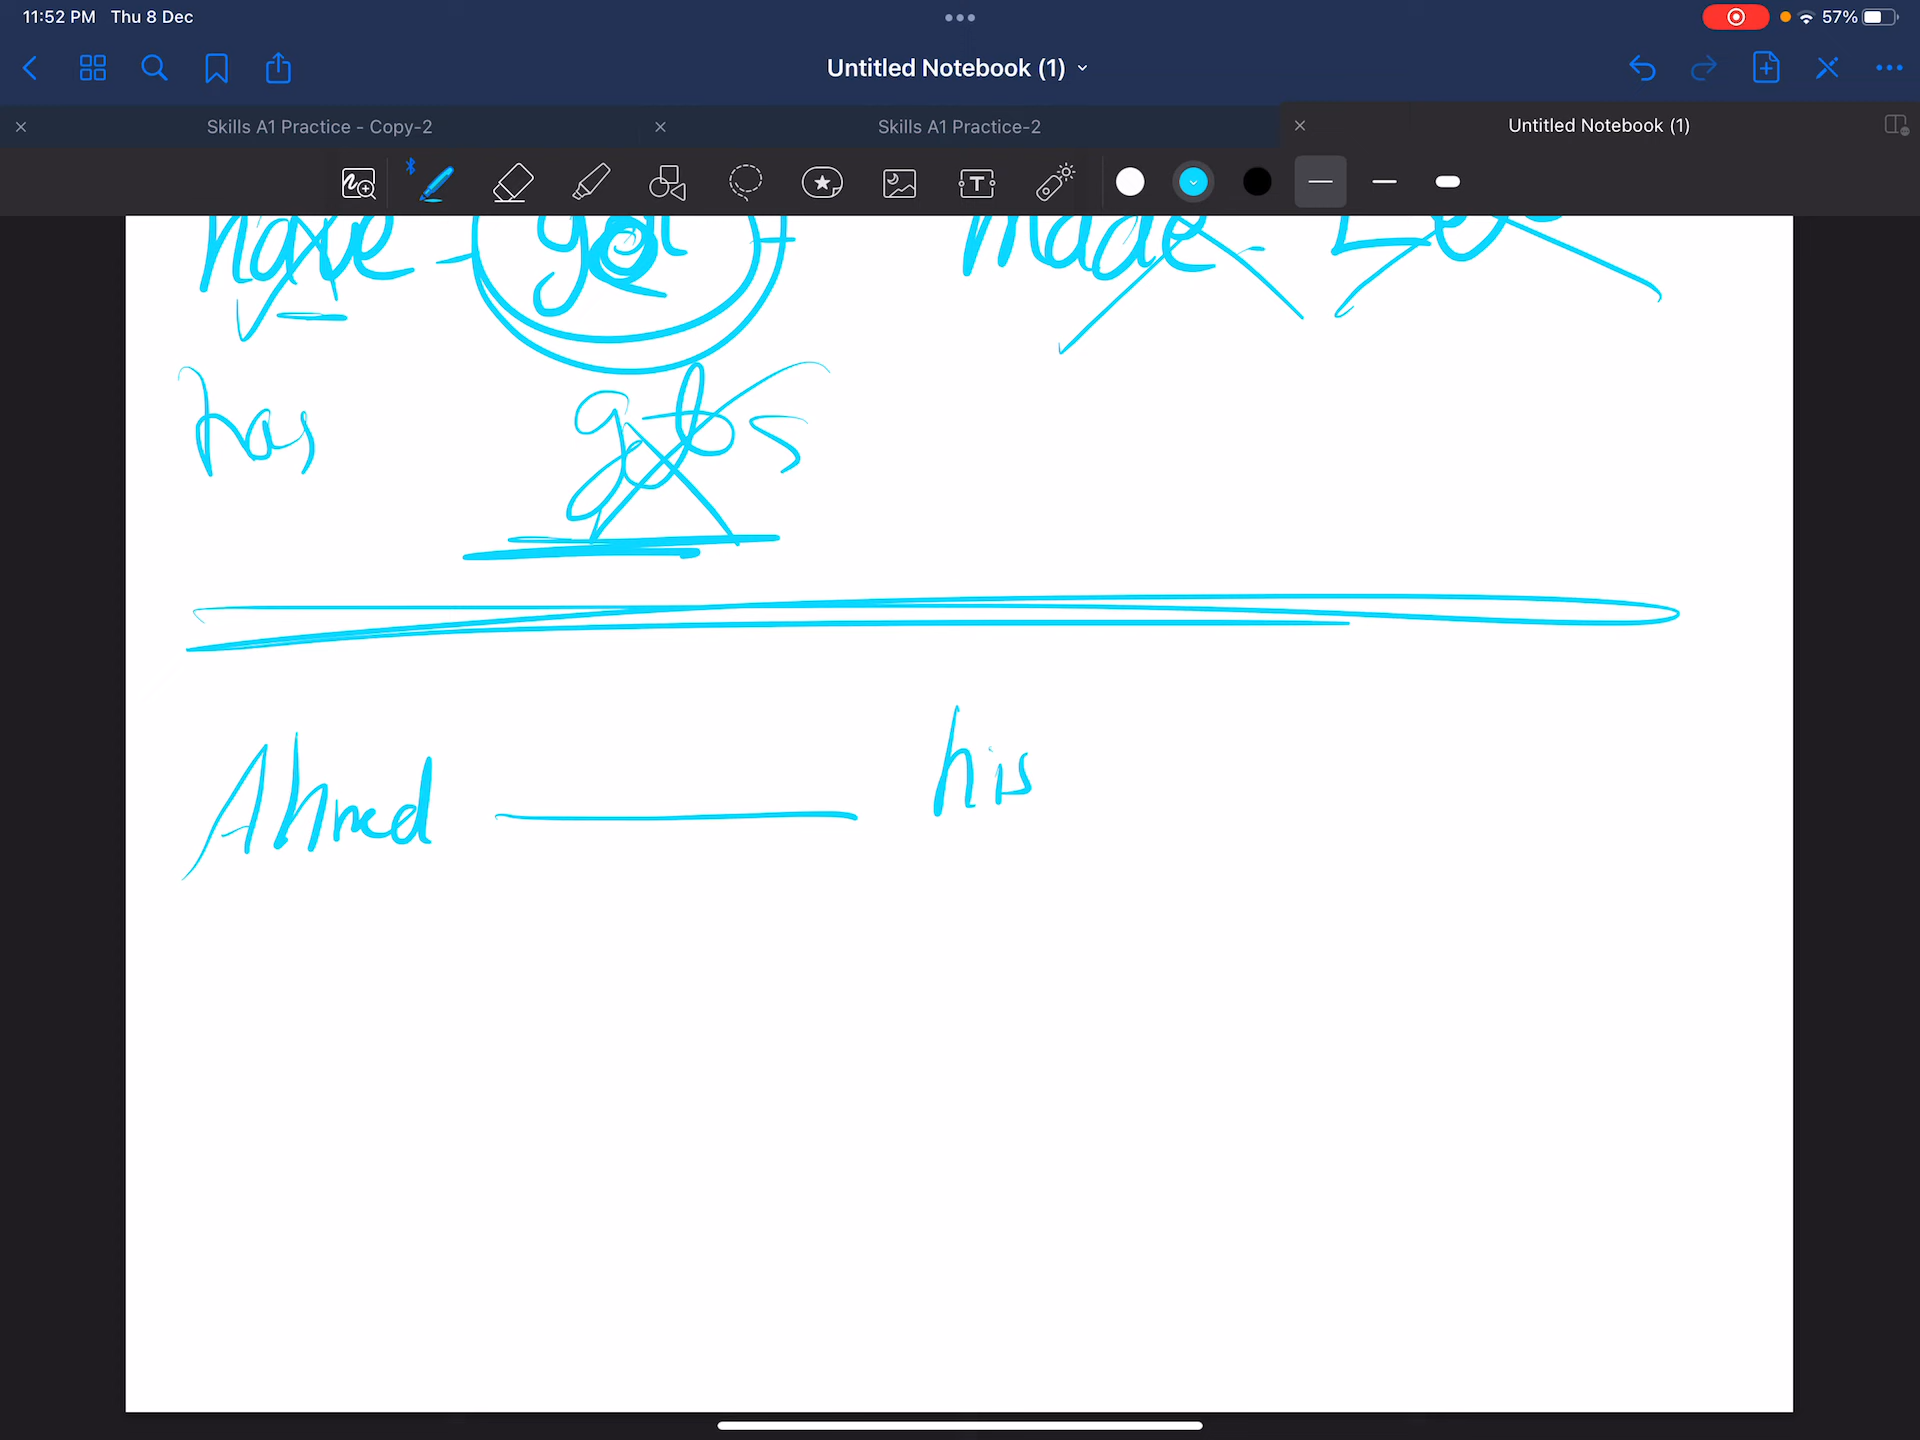 11:52 PM Thu 8 Dec 57%
Untitled Notebook (1)
Skills A1 Practice - Copy-2 Skills A1 Practice-2 Untitled Notebook (1)
T
have got made Let
has gets
Ahmed his